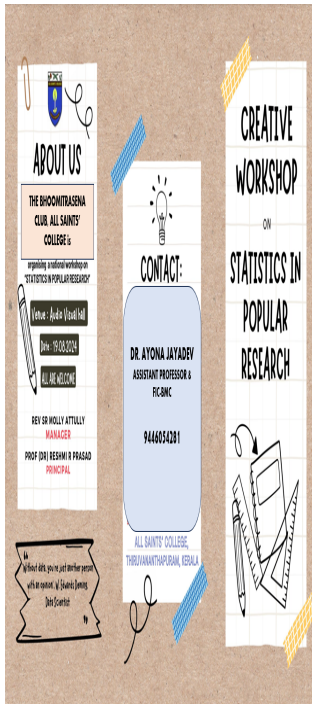 ABOUT US
THE BHOOMITRASENA
CLUB, ALL SAINTS'
COLLEGE is
organising a national workshop on
"STATISTICS IN POPULAR RESEARCH"
Venue : Audio Visual hall
Date : 19.08.2024
ALL ARE WELCOME
REV SR MOLLY ATTULLY
MANAGER
PROF (DR) RESHMI R PRASAD
PRINCIPAL
"Without data, you're just another person
with an opinion". W. Edwards Deming,
Data Scientist
CONTACT:
DR. AYONA JAYADEV
ASSISTANT PROFESSOR &
FIC-BMC
9446054281
ALL SAINTS' COLLEGE,
THIRUVANANTHAPURAM, KERALA
CREATIVE
WORKSHOP
ON
STATISTICS IN
POPULAR
RESEARCH